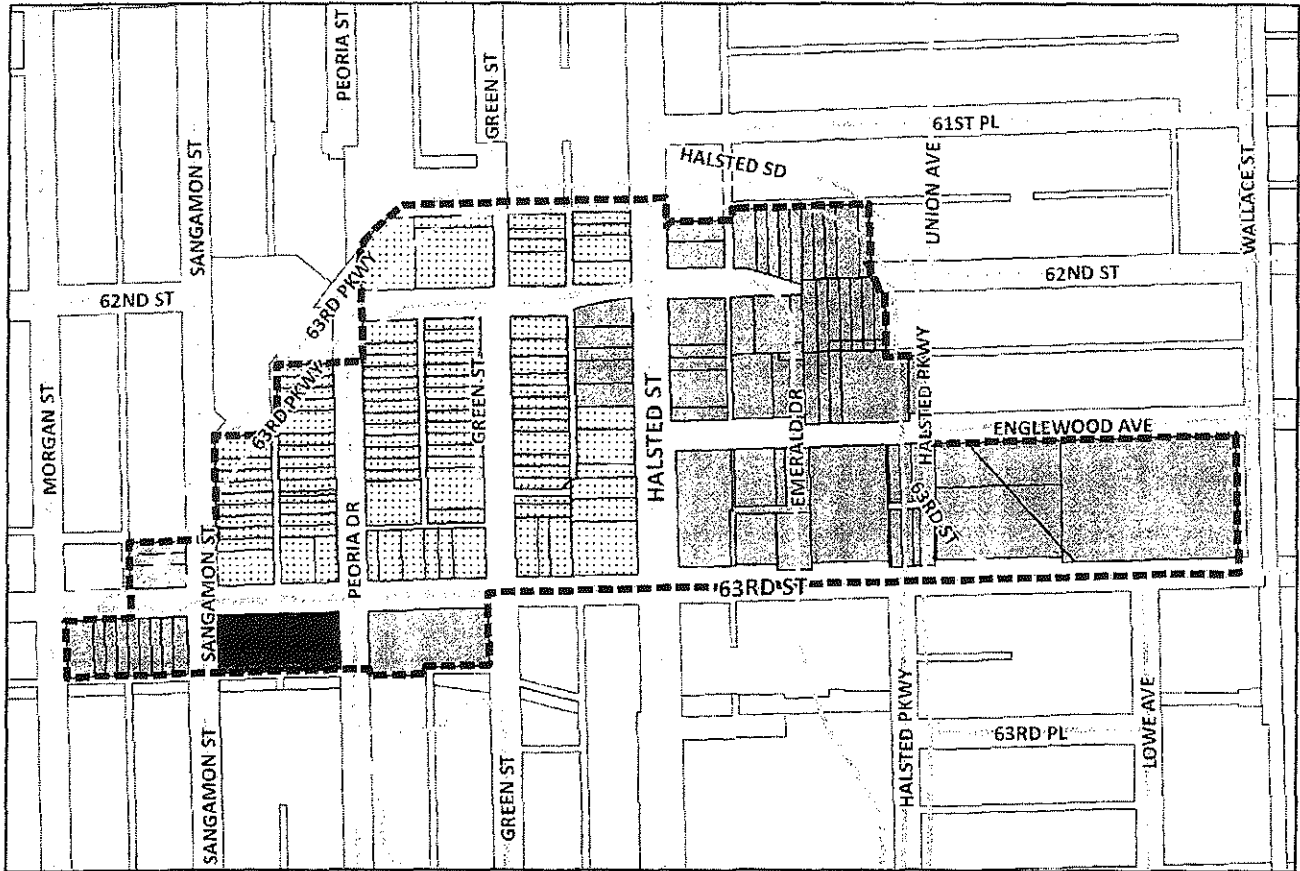 PEORIA ST
GREEN ST
SANGAMON ST
61ST PL
HALSTED SD
UNION AVE
WALLACE ST
62ND ST
63RD PKWY
62ND ST
MORGAN ST
63RD PKWY
GREEN ST
HALSTED ST
EMERALD DR
HALSTED PKWY
ENGLEWOOD AVE
63RD ST
SANGAMON ST
PEORIA DR
63RD ST
SANGAMON ST
GREEN ST
HALSTED PKWY
63RD PL
LOWE AVE